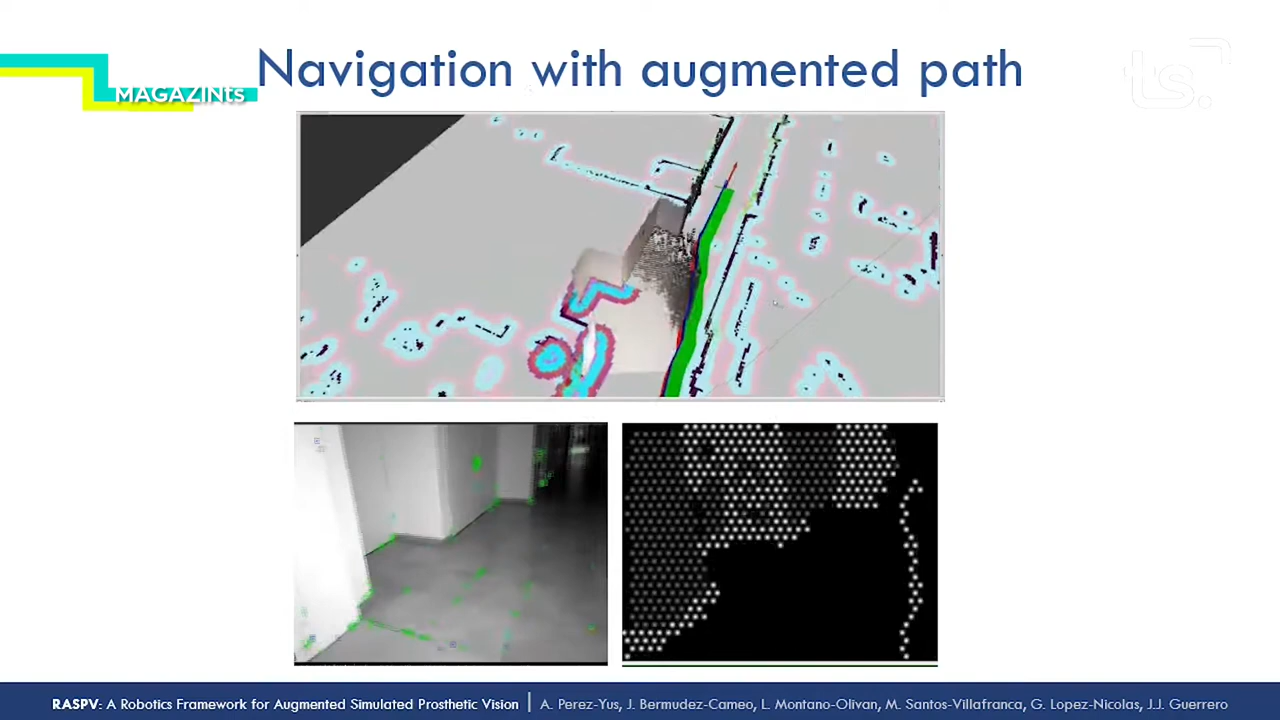 Navigation with augmented path
MAGAZINts
ts.
RASPV: A Robotics Framework for Augmented Simulated Prosthetic Vision | A. Perez-Yus, J. Bermudez-Cameo, L. Montano-Olivan, M. Santos-Villafranca, G. Lopez-Nicolas, J.J. Guerrero